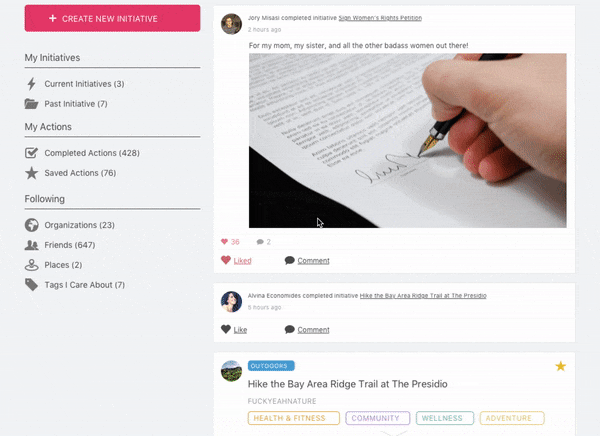 CREATE NEW INITIATIVE
My Initiatives
Current Initiatives (3)
Past Initiative (7)
My Actions
Completed Actions (428)
Saved Actions (76)
Following
Organizations (23)
Friends (647)
Places (2)
Tags I Care About (7)
Jory Misasi completed initiative Sign Women's Rights Petition
2 hours ago
For my mom, my sister, and all the other badass women out there!
36 2
Liked Comment
Alvina Economides completed initiative Hike the Bay Area Ridge Trail at The Presidio
5 hours ago
Like Comment
OUTDOORS
Hike the Bay Area Ridge Trail at The Presidio
FUCKYEAHNATURE
HEALTH & FITNESS COMMUNITY WELLNESS ADVENTURE